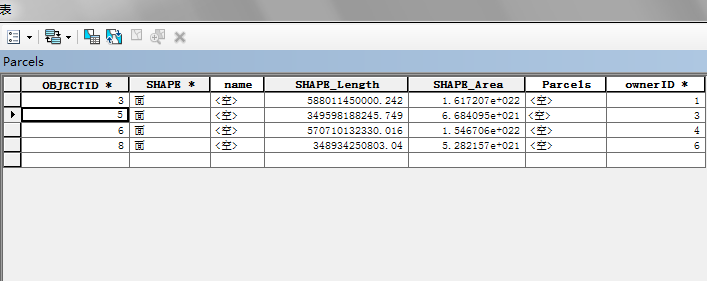 表
Parcels
OBJECTID * SHAPE * name SHAPE_Length SHAPE_Area Parcels ownerID *
3 面 <空> 588011450000.242 1.617207e+022 <空> 1
5 面 <空> 349598188245.749 6.684095e+021 <空> 3
6 面 <空> 570710132330.016 1.546706e+022 <空> 4
8 面 <空> 348934250803.04 5.282157e+021 <空> 6